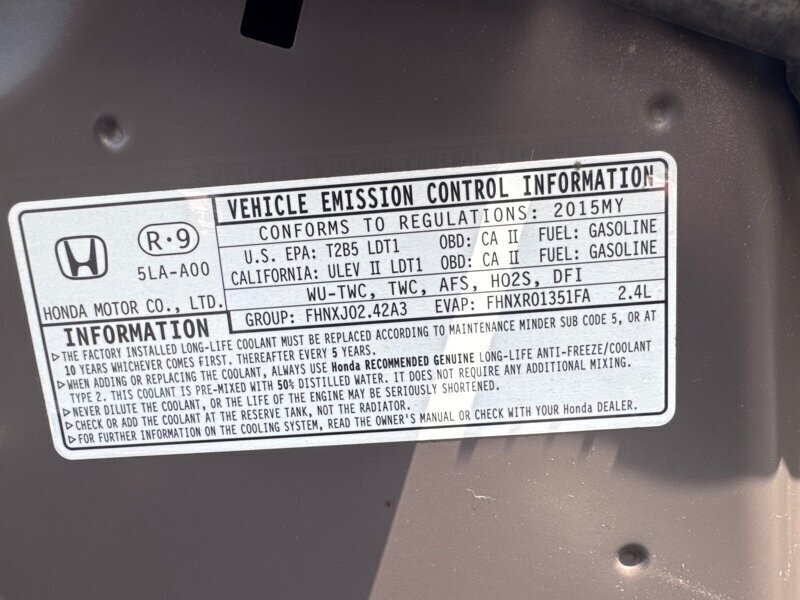 VEHICLE EMISSION CONTROL INFORMATION
CONFORMS TO REGULATIONS: 2015MY
R•9
5LA-A00
HONDA MOTOR CO., LTD.
U.S. EPA: T2B5 LDT1 OBD: CA II FUEL: GASOLINE
CALIFORNIA: ULEV II LDT1 OBD: CA II FUEL: GASOLINE
WU-TWC, TWC, AFS, HO2S, DFI
GROUP: FHNXJ02.42A3 EVAP: FHNXR01351FA 2.4L
INFORMATION
▷THE FACTORY INSTALLED LONG-LIFE COOLANT MUST BE REPLACED ACCORDING TO MAINTENANCE MINDER SUB CODE 5, OR AT
10 YEARS WHICHEVER COMES FIRST. THEREAFTER EVERY 5 YEARS.
▷WHEN ADDING OR REPLACING THE COOLANT, ALWAYS USE Honda RECOMMENDED GENUINE LONG-LIFE ANTI-FREEZE/COOLANT
TYPE 2. THIS COOLANT IS PRE-MIXED WITH 50% DISTILLED WATER. IT DOES NOT REQUIRE ANY ADDITIONAL MIXING.
▷NEVER DILUTE THE COOLANT, OR THE LIFE OF THE ENGINE MAY BE SERIOUSLY SHORTENED.
▷CHECK OR ADD THE COOLANT AT THE RESERVE TANK, NOT THE RADIATOR.
▷FOR FURTHER INFORMATION ON THE COOLING SYSTEM, READ THE OWNER'S MANUAL OR CHECK WITH YOUR Honda DEALER.